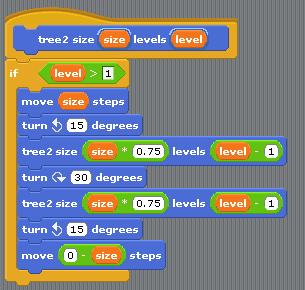 tree2 size size levels level
if level > 1
move size steps
turn 15 degrees
tree2 size size * 0.75 levels level - 1
turn 30 degrees
tree2 size size * 0.75 levels level - 1
turn 15 degrees
move 0 - size steps